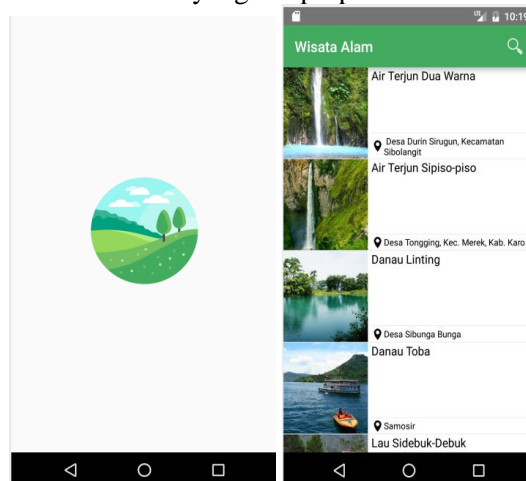 10:19
Wisata Alam
Air Terjun Dua Warna
Desa Durin Sirugun, Kecamatan
Sibolangit
Air Terjun Sipiso-piso
Desa Tongging, Kec. Merek, Kab. Karo
Danau Linting
Desa Sibunga Bunga
Danau Toba
Samosir
Lau Sidebuk-Debuk